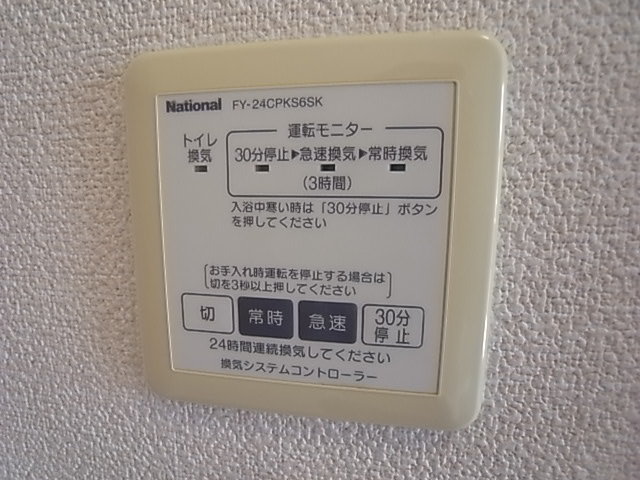 National FY-24CPKS6SK
運転モニター
トイレ
換気
30分停止▶急速換気▶常時換気
(3時間)
入浴中寒い時は「30分停止」ボタン
を押してください
お手入れ時運転を停止する場合は
切を3秒以上押してください
切 常時 急速 30分
停止
24時間連続換気してください
換気システムコントローラー